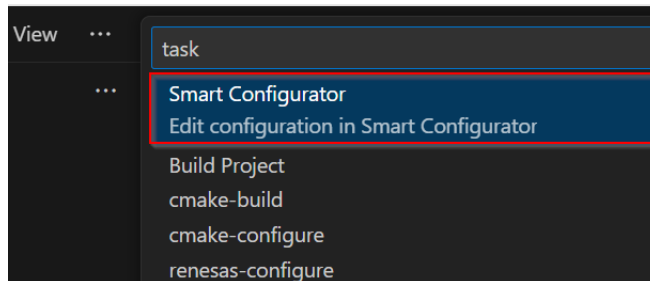 View ...
task
...
Smart Configurator
Edit configuration in Smart Configurator
Build Project
cmake-build
cmake-configure
renesas-configure